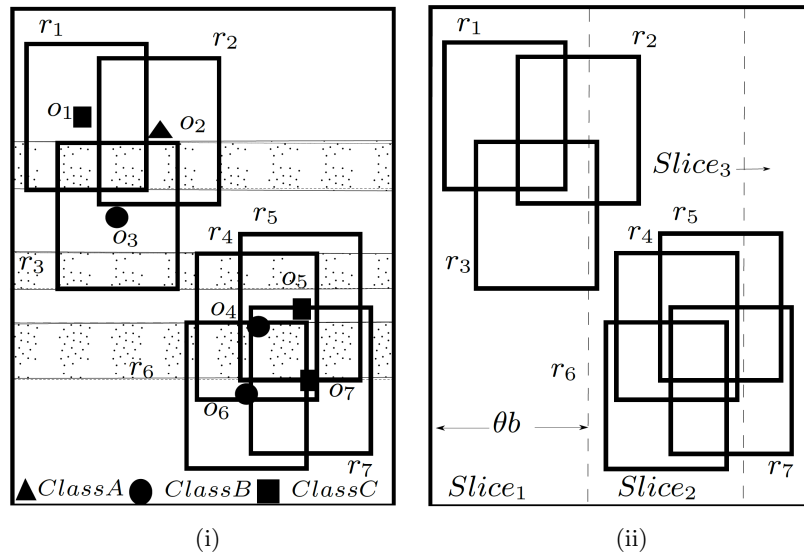 r1
r2
o1
o2
o3
r3
r4
r5
o4
o5
r6
o6
o7
r7
ClassA ClassB ClassC
(i)
r1
r2
Slice3
r3
r4
r5
r6
θb
r7
Slice1
Slice2
(ii)